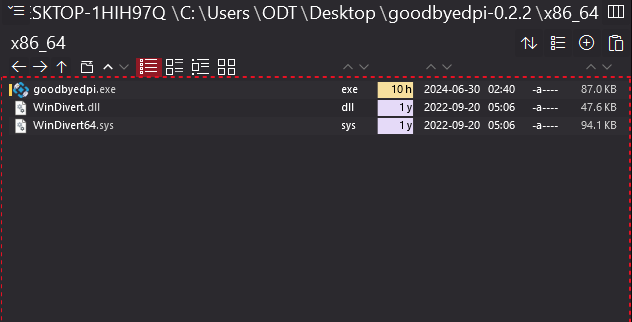 ESKTOP-1HIH97Q \C: \Users \ODT \Desktop \goodbyedpi-0.2.2 \x86_64
x86_64
goodbyedpi.exe exe 10 h 2024-06-30 02:40 -a---- 87.0 KB
WinDivert.dll dll 1 y 2022-09-20 05:06 -a---- 47.6 KB
WinDivert64.sys sys 1 y 2022-09-20 05:06 -a---- 94.1 KB